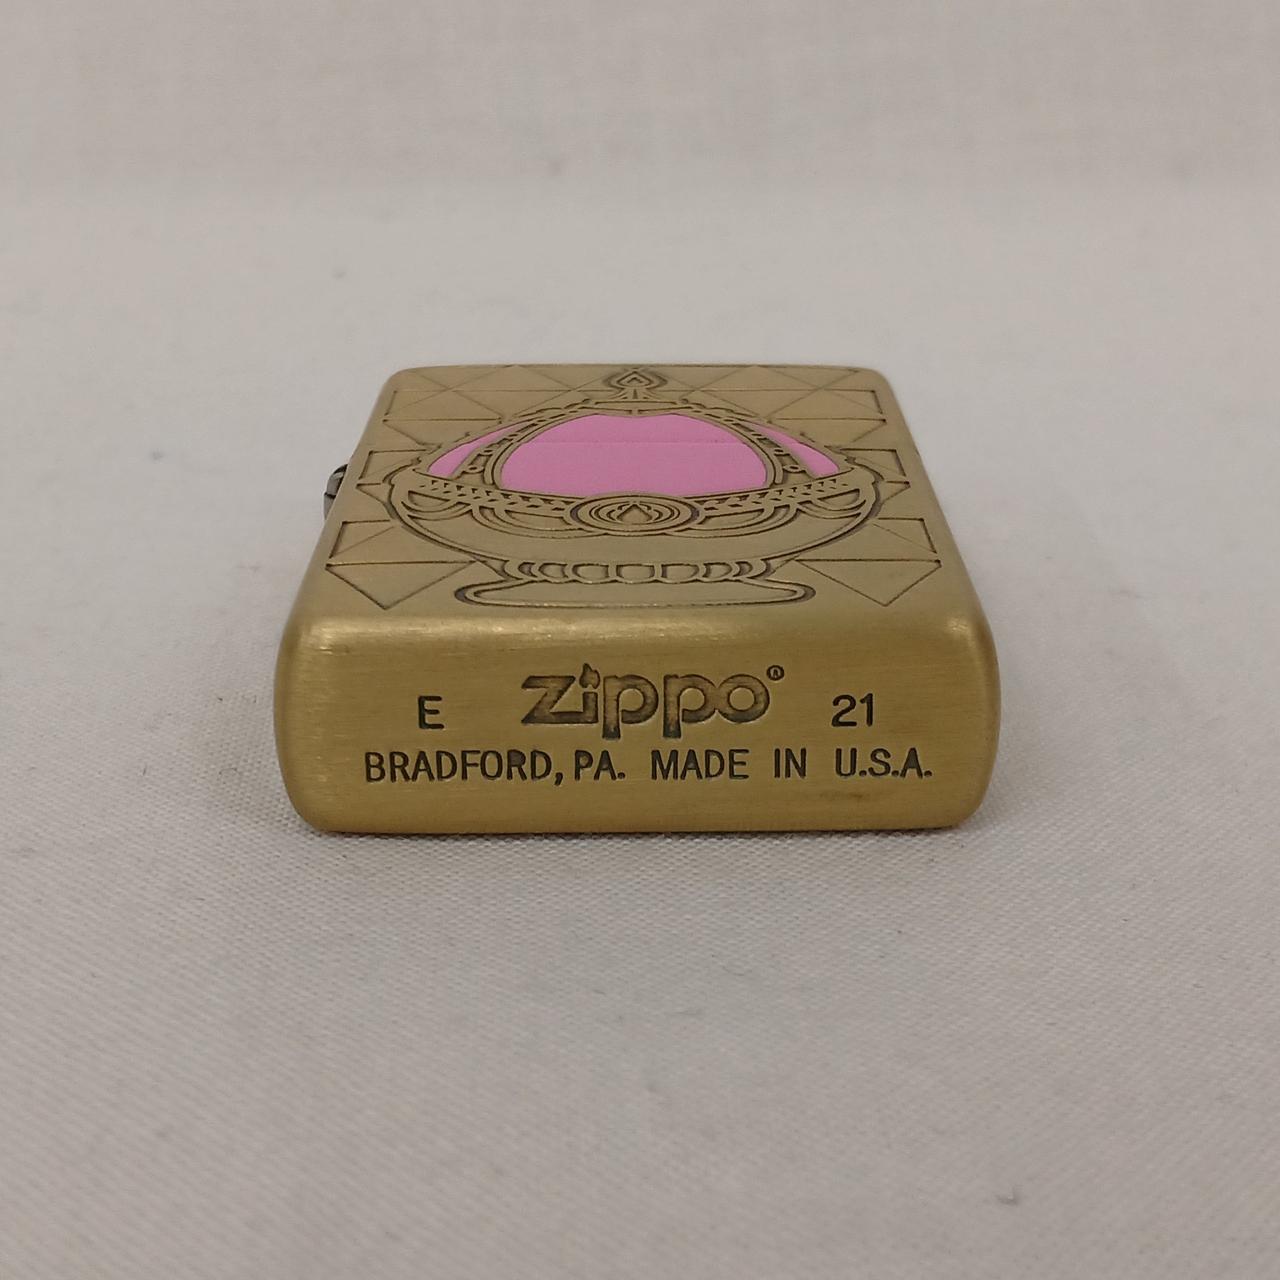 E zippo® 21
BRADFORD, PA. MADE IN U.S.A.